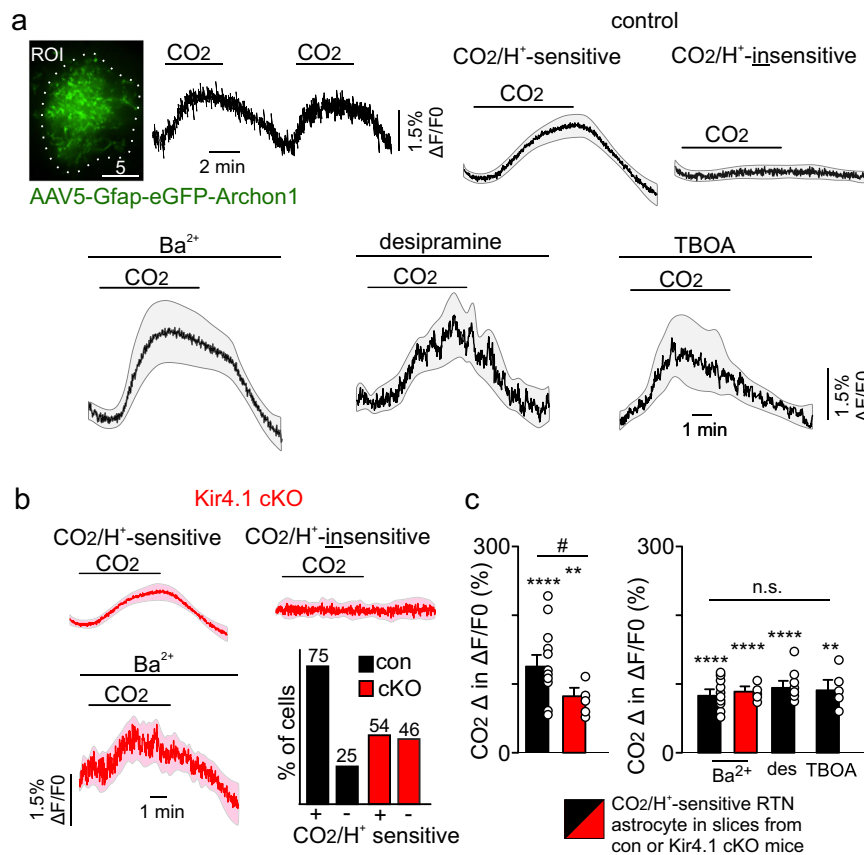 a
control
ROI
CO2
CO2
CO2/H⁺-sensitive
CO2/H⁺-insensitive
CO2
CO2
1.5%
ΔF/F0
5
2 min
AAV5-Gfap-eGFP-Archon1
Ba²⁺
desipramine
TBOA
CO2
CO2
CO2
1.5%
ΔF/F0
1 min
b
Kir4.1 cKO
CO2/H⁺-sensitive
CO2/H⁺-insensitive
CO2
CO2
Ba²⁺
CO2
1.5%
ΔF/F0
1 min
% of cells
75
25
54
46
con
cKO
+ - + -
CO2/H⁺ sensitive
c
300
0
CO2 Δ in ΔF/F0 (%)
#
****
**
300
0
CO2 Δ in ΔF/F0 (%)
n.s.
****
****
****
**
Ba²⁺
des
TBOA
CO2/H⁺-sensitive RTN
astrocyte in slices from
con or Kir4.1 cKO mice